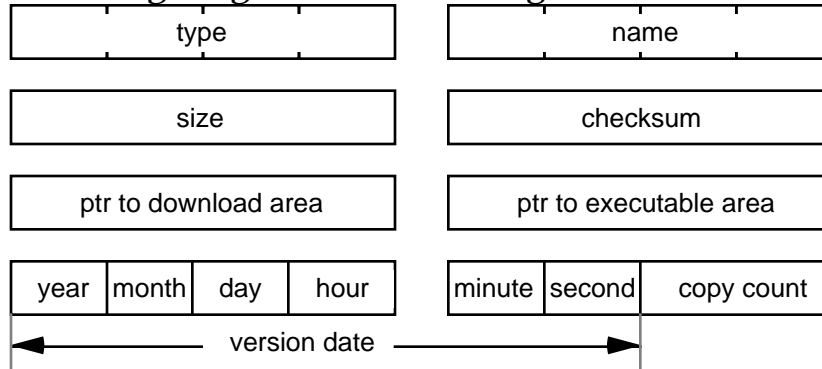 type name
size checksum
ptr to download area ptr to executable area
year month day hour minute second copy count
version date